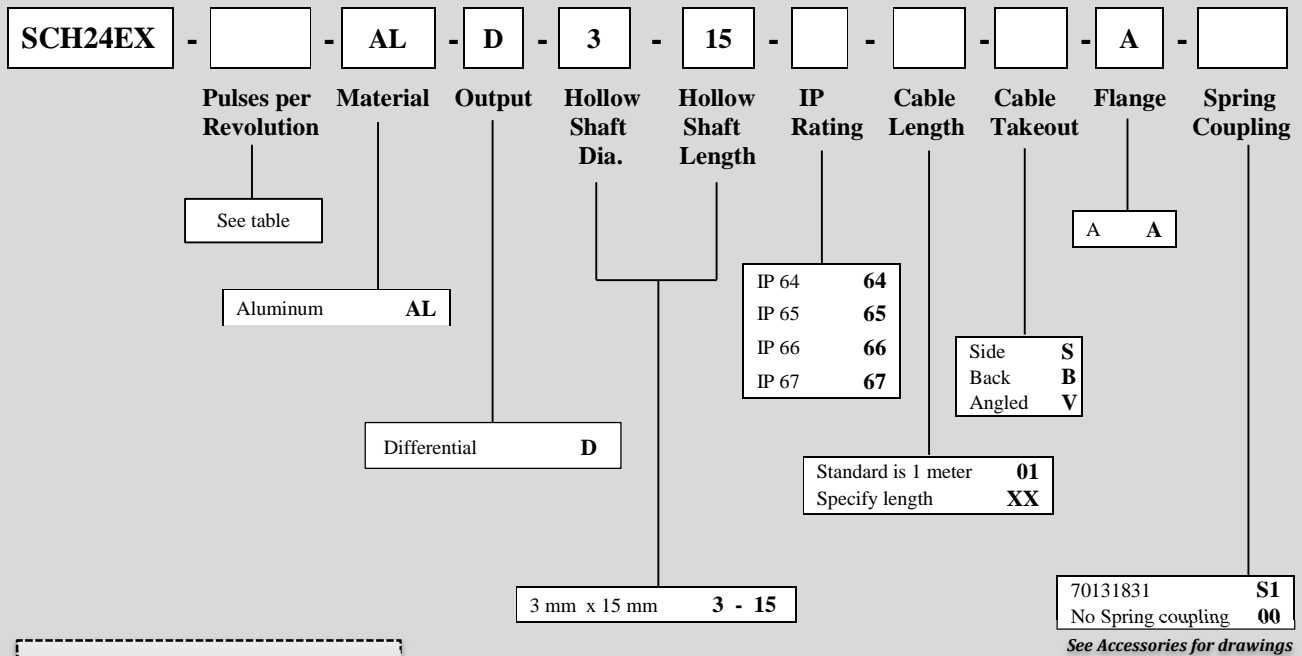 SCH24EX - - AL - D - 3 - 15 - - - - A -
Pulses per Revolution
Material
Output
Hollow Shaft Dia.
Hollow Shaft Length
IP Rating
Cable Length
Cable Takeout
Flange
Spring Coupling
See table
A A
Aluminum AL
IP 64 64
IP 65 65
IP 66 66
IP 67 67
Side S
Back B
Angled V
Differential D
Standard is 1 meter 01
Specify length XX
3 mm x 15 mm 3 - 15
70131831 S1
No Spring coupling 00
See Accessories for drawings